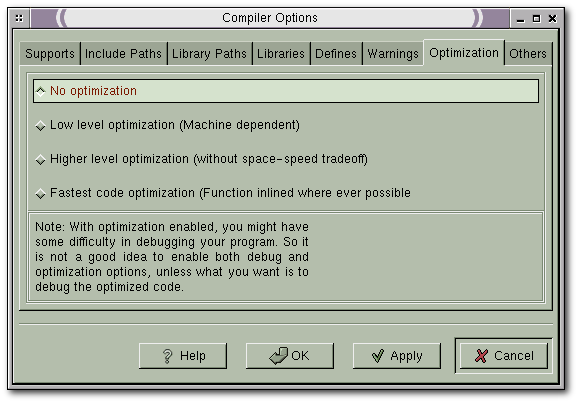 Compiler Options
Supports Include Paths Library Paths Libraries Defines Warnings Optimization Others
No optimization
Low level optimization (Machine dependent)
Higher level optimization (without space-speed tradeoff)
Fastest code optimization (Function inlined where ever possible
Note: With optimization enabled, you might have
some difficulty in debugging your program. So it
is not a good idea to enable both debug and
optimization options, unless what you want is to
debug the optimized code.
? Help OK Apply Cancel